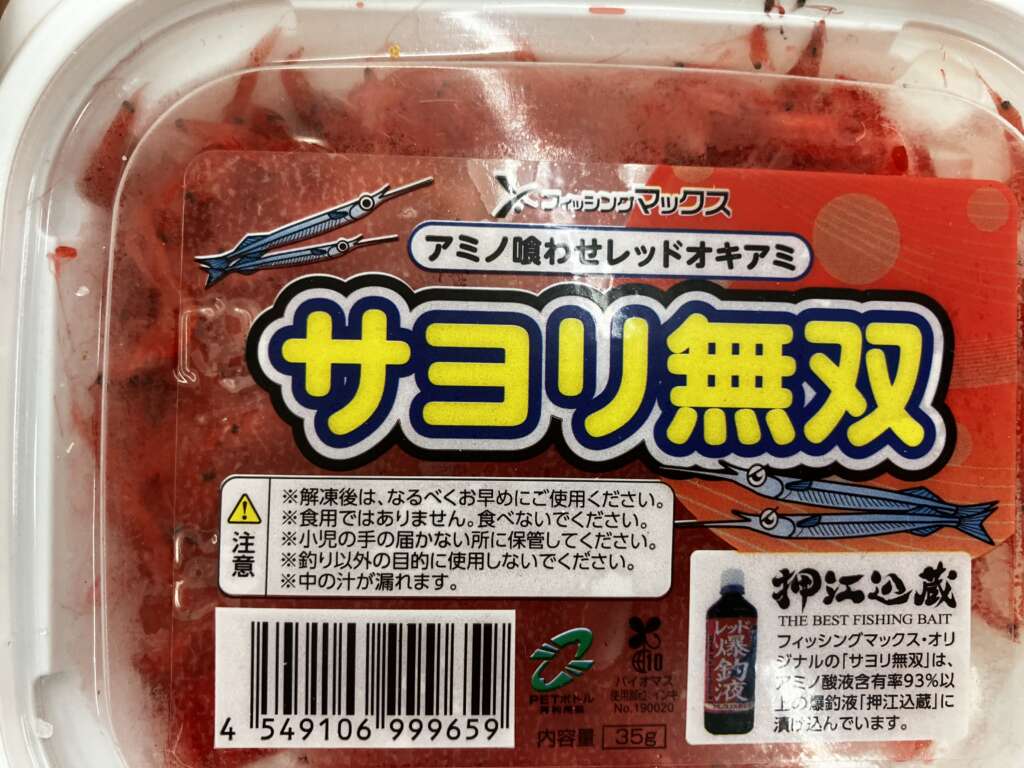 フィッシングマックス
アミノ喰わせレッドオキアミ
サヨリ無双
注意
※解凍後は、なるべくお早めにご使用ください。
※食用ではありません。食べないでください。
※小児の手の届かない所に保管してください。
※釣り以外の目的に使用しないでください。
※中の汁が漏れます。
4 549106 999659
PETボトル
再利用品
バイオマス
No.190020
内容量 35g
レッド
爆釣液
押江込蔵
THE BEST FISHING BAIT
フィッシングマックス・オリ
ジナルの「サヨリ無双」は、
アミノ酸液含有率93%以
上の爆釣液「押江込蔵」に
漬け込んでいます。